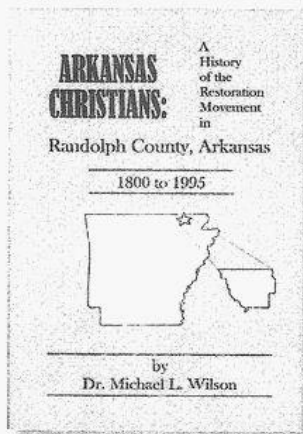 ARKANSAS
CHRISTIANS:
A
History
of the
Restoration
Movement
in
Randolph County, Arkansas
1800 to 1995
by
Dr. Michael L. Wilson